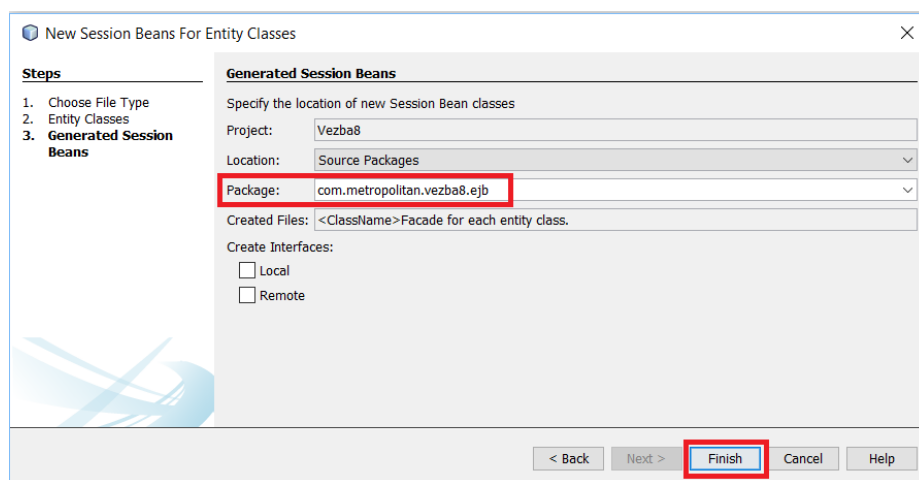 New Session Beans For Entity Classes
Steps
1. Choose File Type
2. Entity Classes
3. Generated Session
Beans
Generated Session Beans
Specify the location of new Session Bean classes
Project: Vezba8
Location: Source Packages
Package: com.metropolitan.vezba8.ejb
Created Files: <ClassName>Facade for each entity class.
Create Interfaces:
Local
Remote
< Back Next > Finish Cancel Help